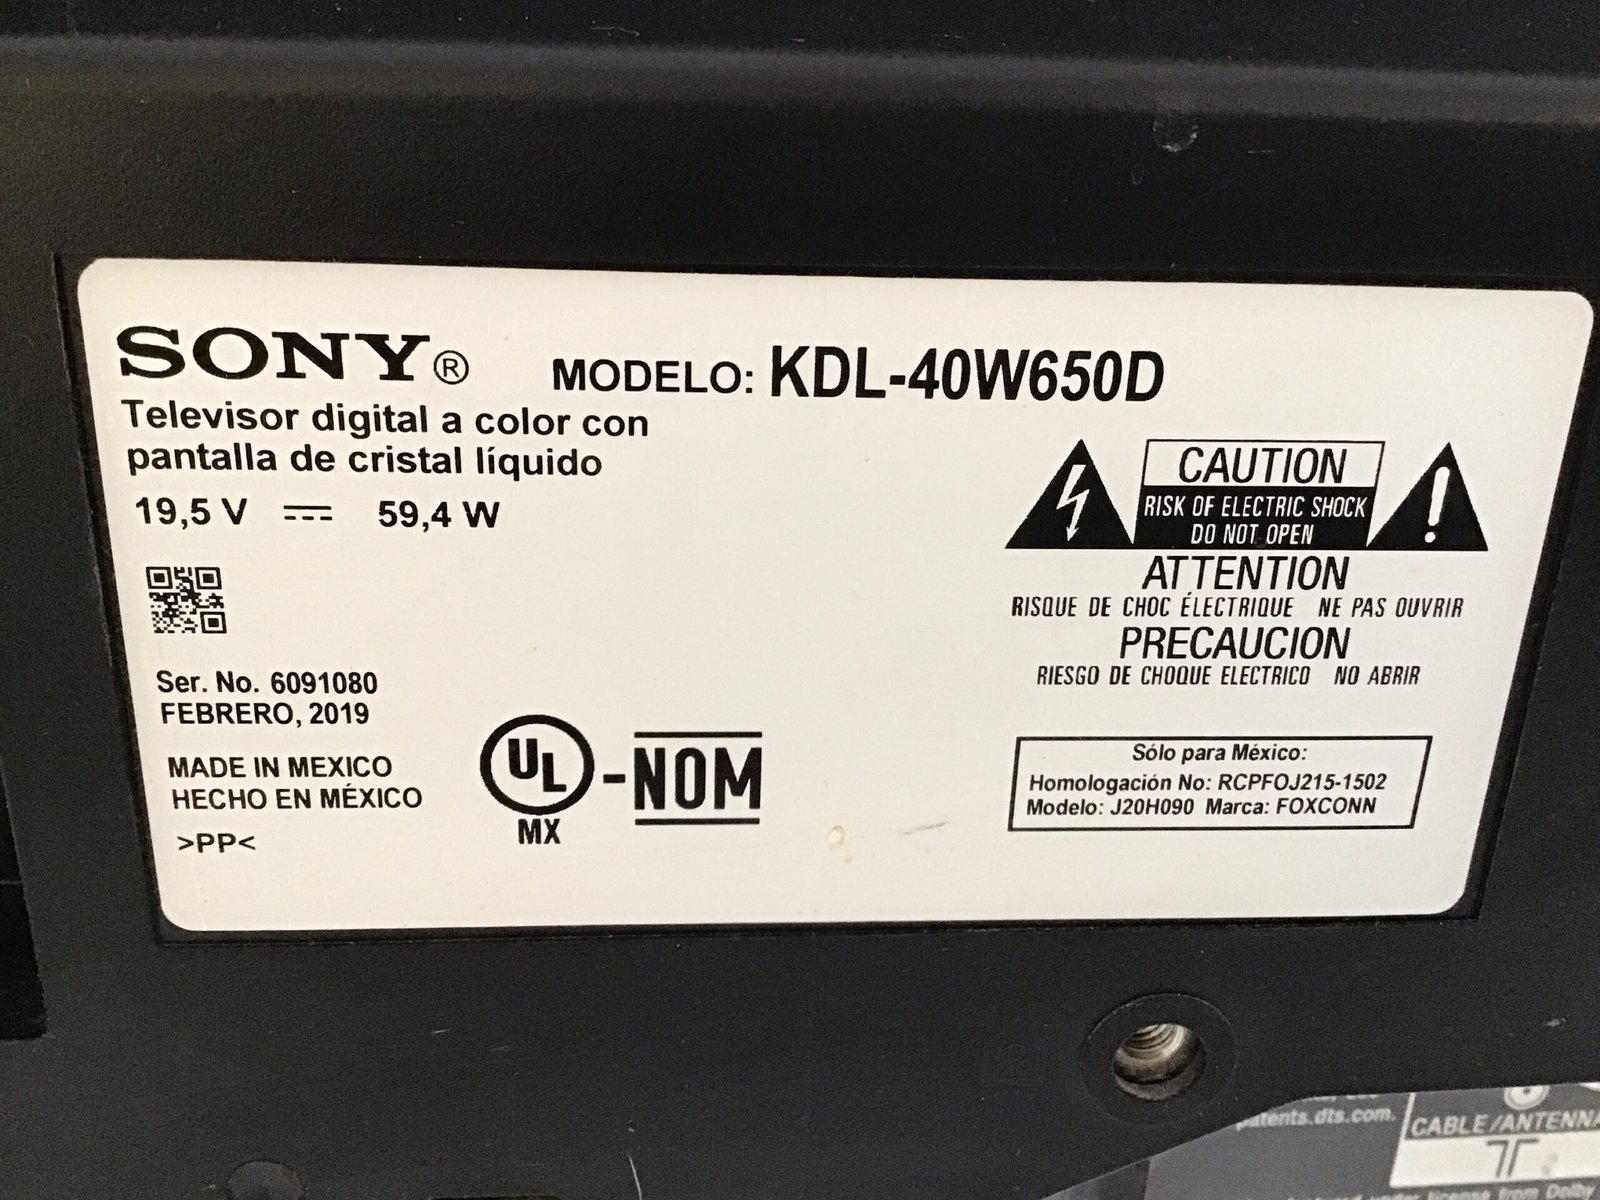 SONY® MODELO: KDL-40W650D
Televisor digital a color con
pantalla de cristal líquido
19,5 V 59,4 W
CAUTION
RISK OF ELECTRIC SHOCK
DO NOT OPEN
ATTENTION
RISQUE DE CHOC ÉLECTRIQUE NE PAS OUVRIR
PRECAUCION
RIESGO DE CHOQUE ELECTRICO NO ABRIR
Ser. No. 6091080
FEBRERO, 2019
MADE IN MEXICO
HECHO EN MÉXICO
>PP<
UL-NOM
MX
Sólo para México:
Homologación No: RCPFOJ215-1502
Modelo: J20H090 Marca: FOXCONN
patents.dts.com.
CABLE/ANTENNA
from Dolby